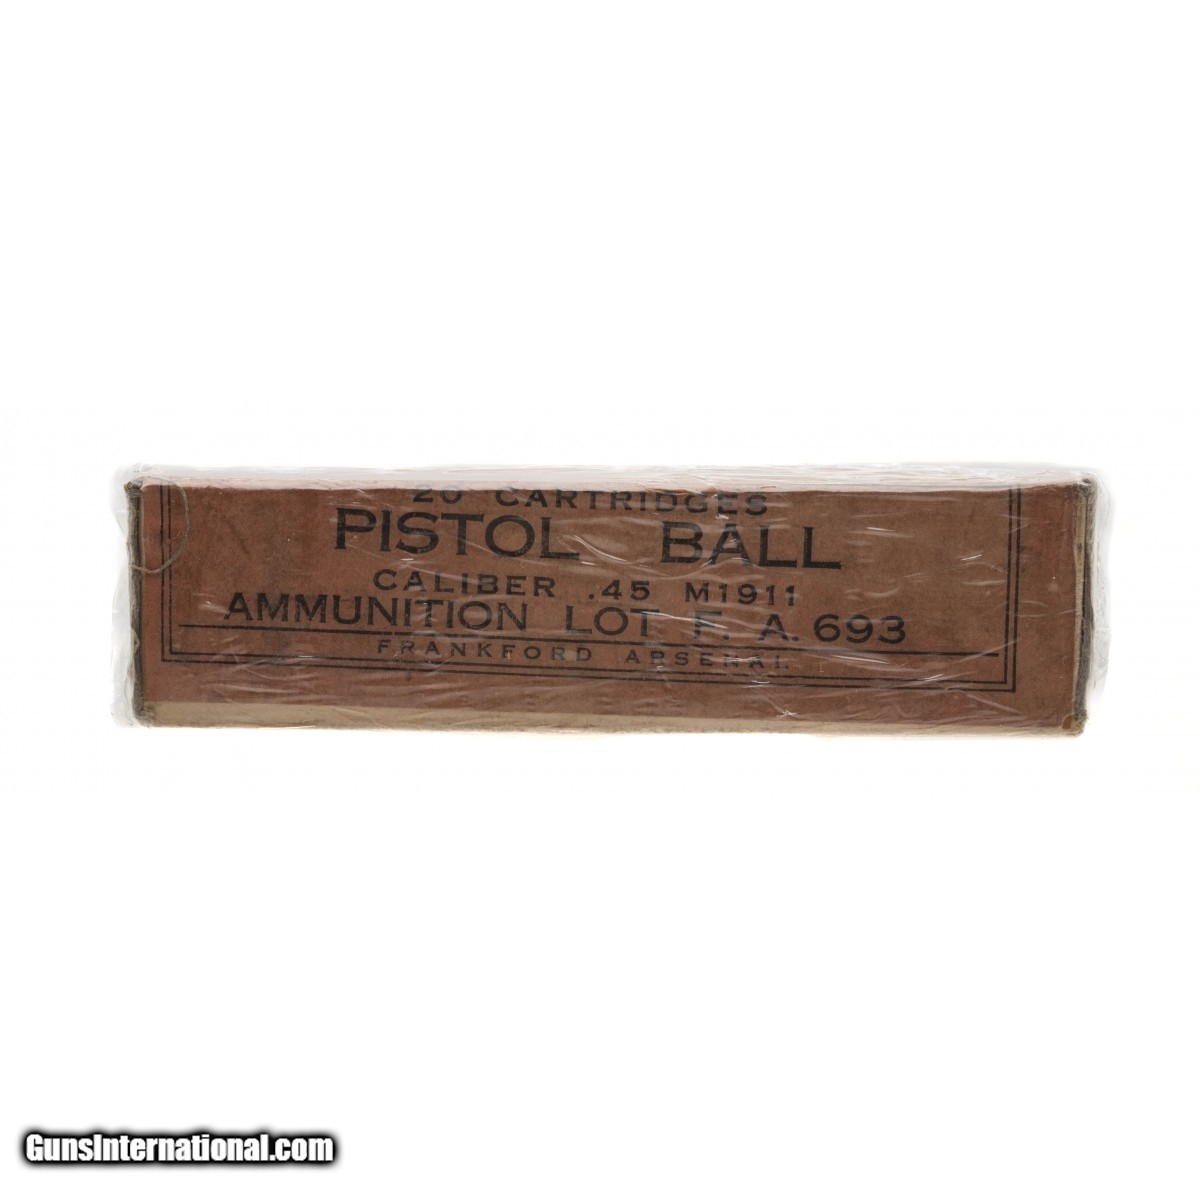 20 CARTRIDGES
PISTOL BALL
CALIBER .45 M1911
AMMUNITION LOT F. A. 693
FRANKFORD ARSENAL
GunsInternational.com